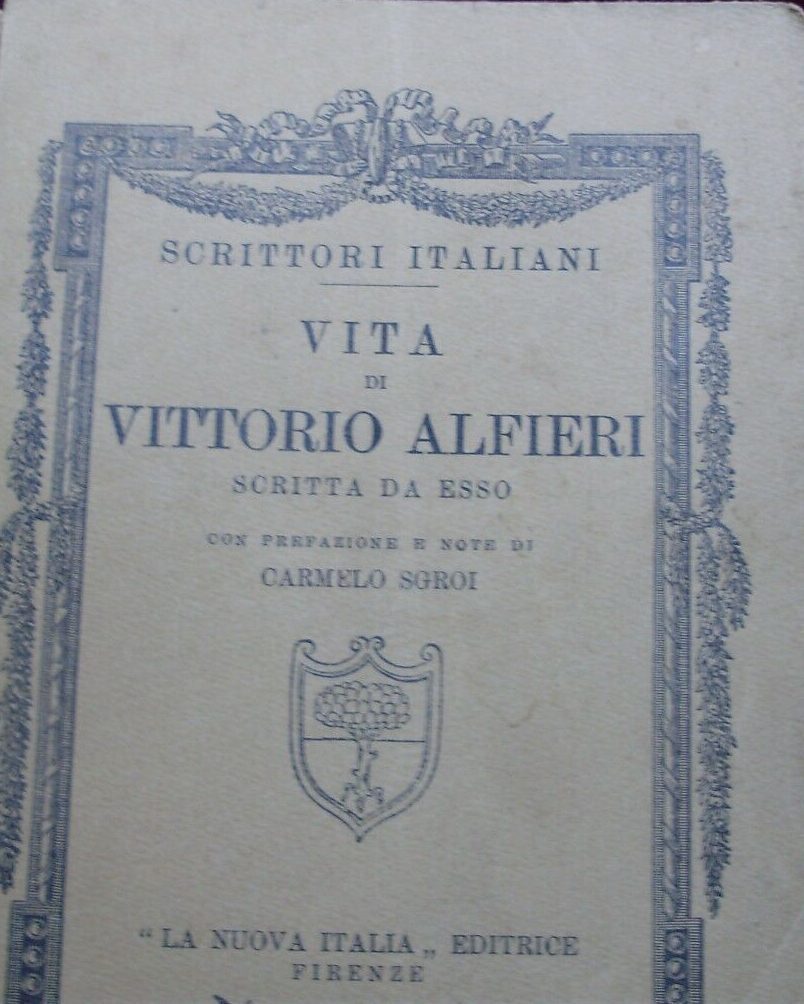 SCRITTORI ITALIANI
VITA
DI
VITTORIO ALFIERI
SCRITTA DA ESSO
CON PREFAZIONE E NOTE DI
CARMELO SGROI
“ LA NUOVA ITALIA „ EDITRICE
FIRENZE